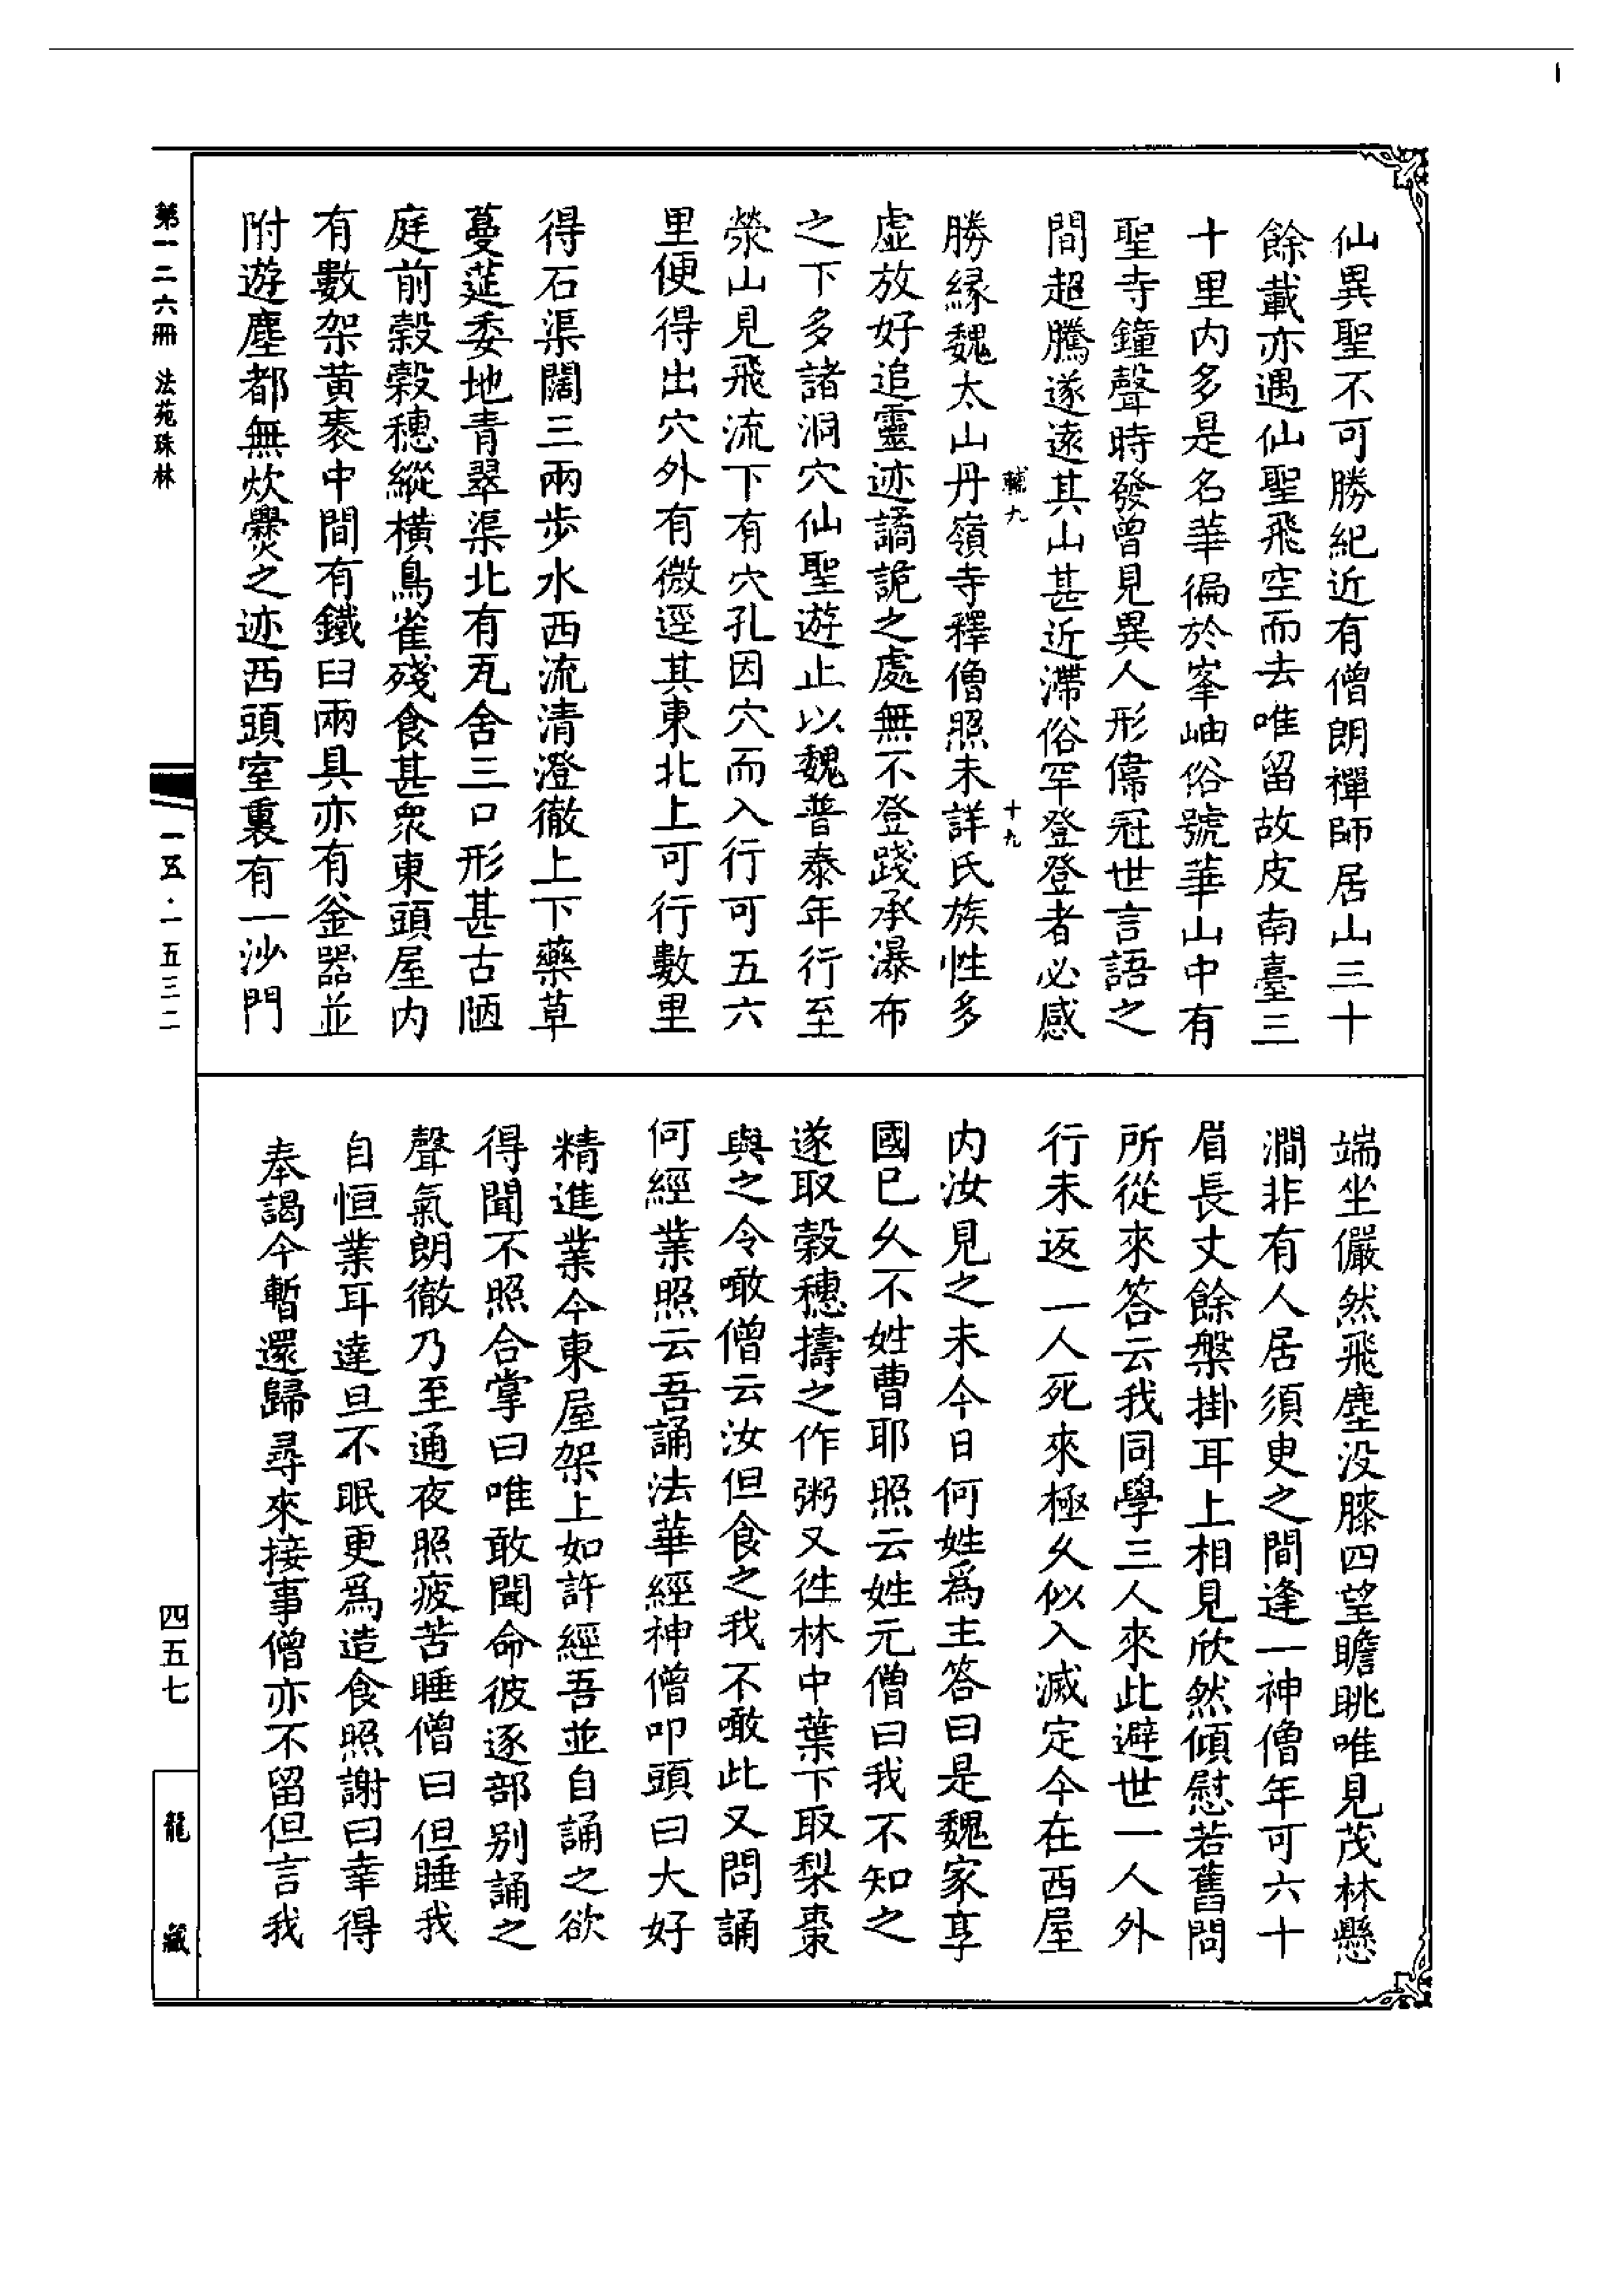 仙異聖不可勝紀近有僧朗禪師居山三十
餘載亦遇仙聖飛空而去唯留故皮南臺三
十里内多是名華徧於峯岫俗號華山中有
聖寺鐘聲時發曾見異人形偉冠世言語之
間超騰遂遠其山甚近滯俗罕登登者必感
輔九
十九
勝緣魏太山丹嶺寺釋僧照未詳氏族性多
虛放好追靈迹譎詭之處無不登踐承瀑布
之下多諸洞穴仙聖遊止以魏普泰年行至
滎山見飛流下有穴孔因穴而入行可五六
里便得出穴外有微逕其東北上可行數里
得石渠闊三兩步水西流清澄徹上下藥草
蔓莚委地青翠渠北有瓦舍三口形甚古陋
庭前穀穀穗縱橫鳥雀殘食甚衆東頭屋内
有數架黃袠中間有鐵臼兩具亦有釜器並
附遊塵都無炊爨之迹西頭室裏有一沙門
端坐儼然飛塵没膝四望瞻眺唯見茂林懸
澗非有人居須臾之間逢一神僧年可六十
眉長丈餘槃掛耳上相見欣然傾慰若舊問
所從來答云我同學三人來此避世一人外
行未返一人死來極久似入滅定今在西屋
内汝見之未今日何姓爲主答曰是魏家享
國已久不姓曹耶照云姓元僧曰我不知之
遂取穀穗擣之作粥又往林中葉下取梨棗
與之令噉僧云汝但食之我不噉此又問誦
何經業照云吾誦法華經神僧叩頭曰大好
精進業今東屋架上如許經吾並自誦之欲
得聞不照合掌曰唯敢聞命彼逐部别誦之
聲氣朗徹乃至通夜照疲苦睡僧曰但睡我
自恒業耳達旦不眠更爲造食照謝曰幸得
奉謁今暫還歸尋來接事僧亦不留但言我
第一二六冊 法苑珠林
一五·一五三二
四五七
龍藏